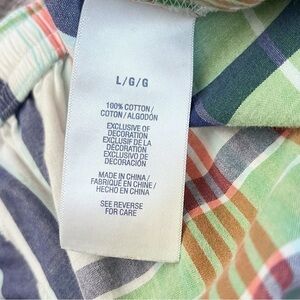 L/G/G
100% COTTON/
COTON/ALGODÓN
EXCLUSIVE OF
DECORATION
EXCLUSIF DE LA
DÉCORATION
EXCLUSIVO DE
DECORACIÓN
MADE IN CHINA/
FABRIQUÉ EN CHINE/
HECHO EN CHINA
SEE REVERSE
FOR CARE